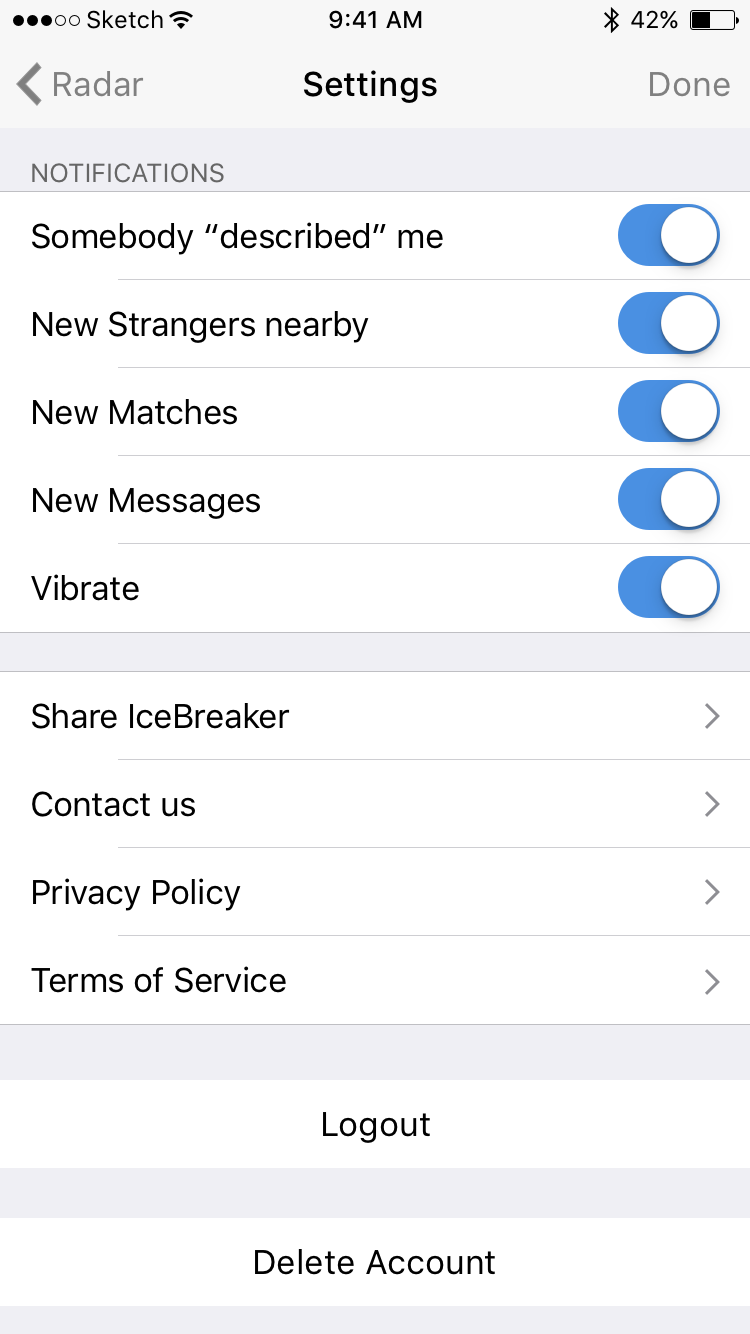 Sketch 9:41 AM 42%
Radar Settings Done
NOTIFICATIONS
Somebody “described” me
New Strangers nearby
New Matches
New Messages
Vibrate
Share IceBreaker
Contact us
Privacy Policy
Terms of Service
Logout
Delete Account